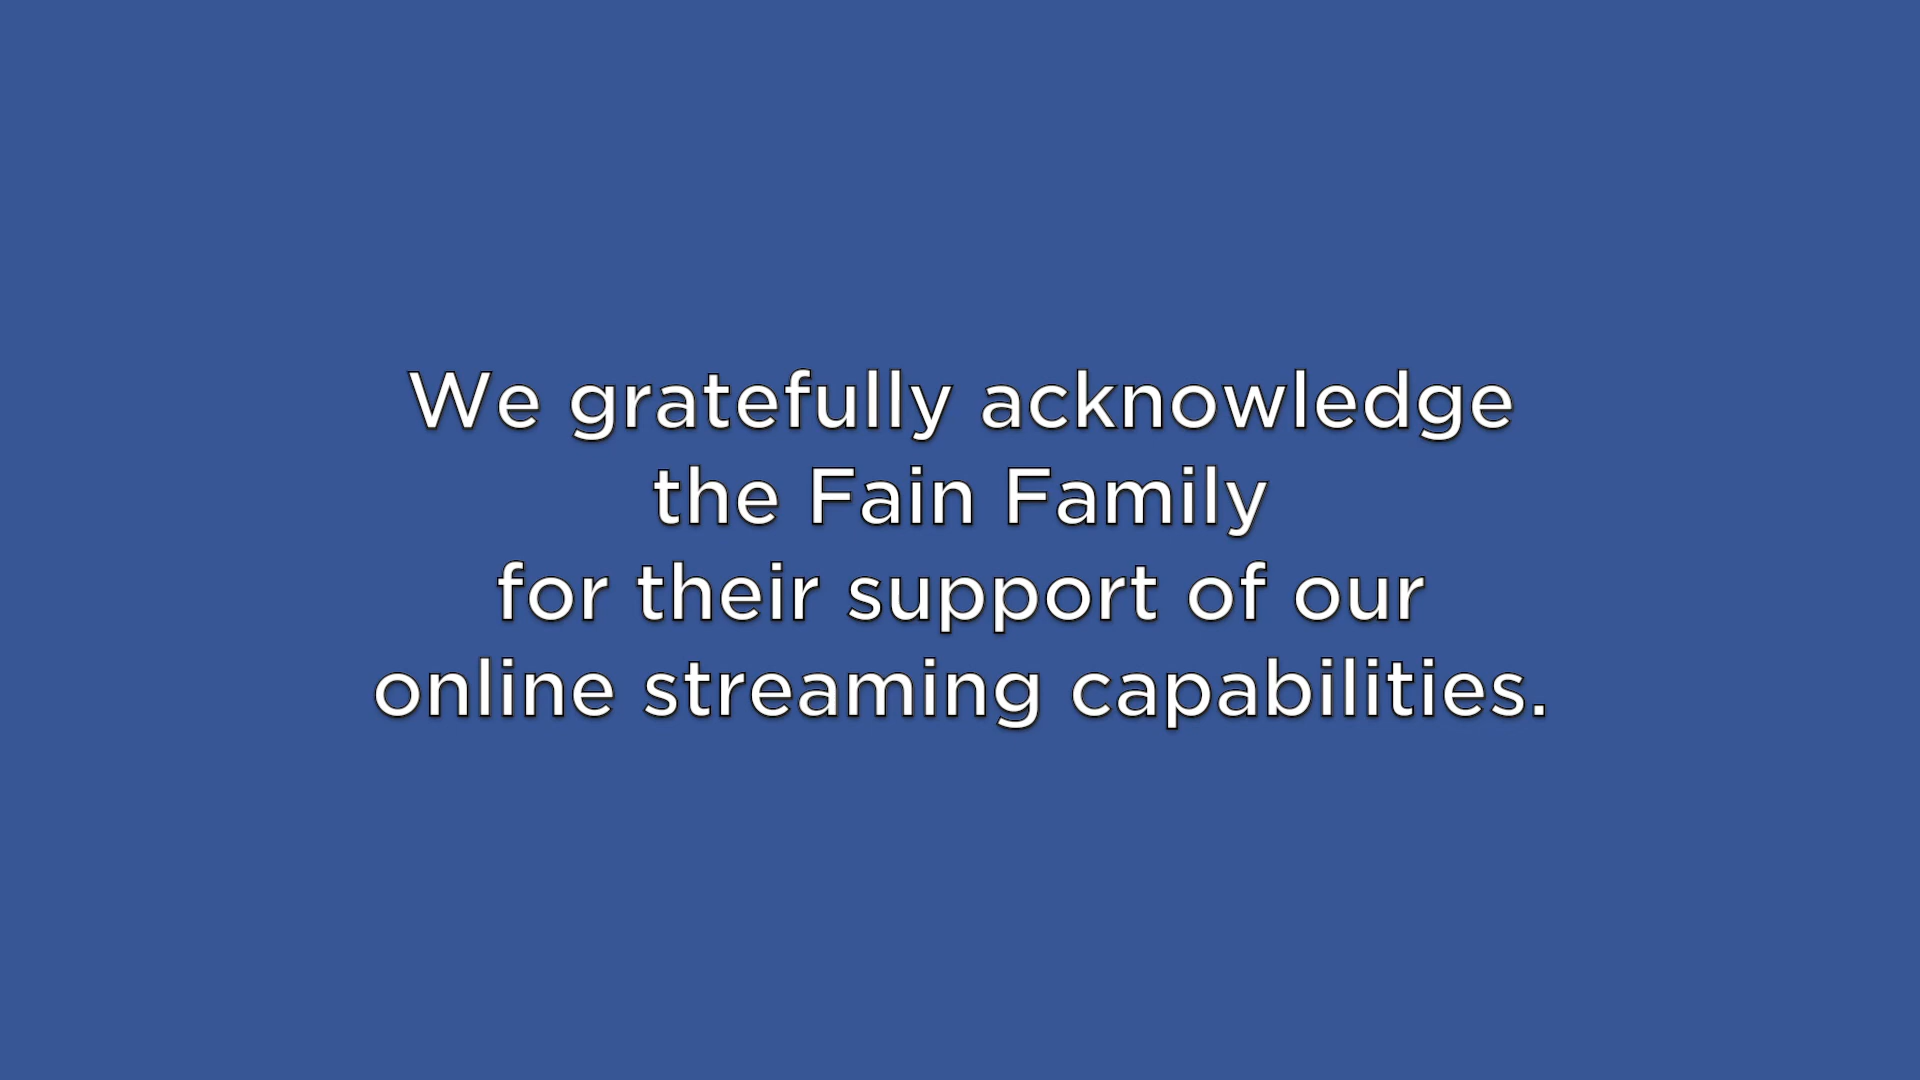 We gratefully acknowledge
the Fain Family
for their support of our
online streaming capabilities.